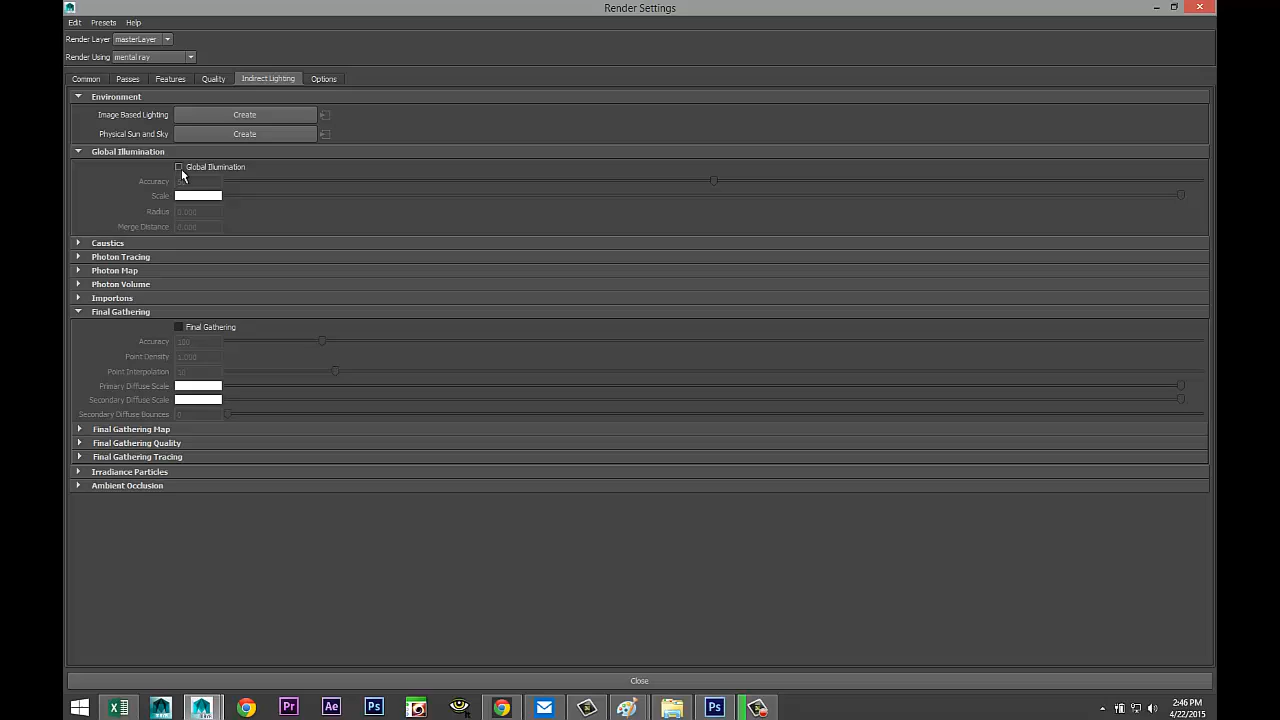 Render Settings
Edit Presets Help
Render Layer masterLayer
Render Using mental ray
Common Passes Features Quality Indirect Lighting Options
Environment
Image Based Lighting Create
Physical Sun and Sky Create
Global Illumination
Global Illumination
Accuracy
Scale
Radius 0.000
Merge Distance 0.000
Caustics
Photon Tracing
Photon Map
Photon Volume
Importons
Final Gathering
Final Gathering
Accuracy 100
Point Density 1.000
Point Interpolation 10
Primary Diffuse Scale
Secondary Diffuse Scale
Secondary Diffuse Bounces 0
Final Gathering Map
Final Gathering Quality
Final Gathering Tracing
Irradiance Particles
Ambient Occlusion
Close
Pr Ae Ps Ps
2:46 PM
4/22/2015